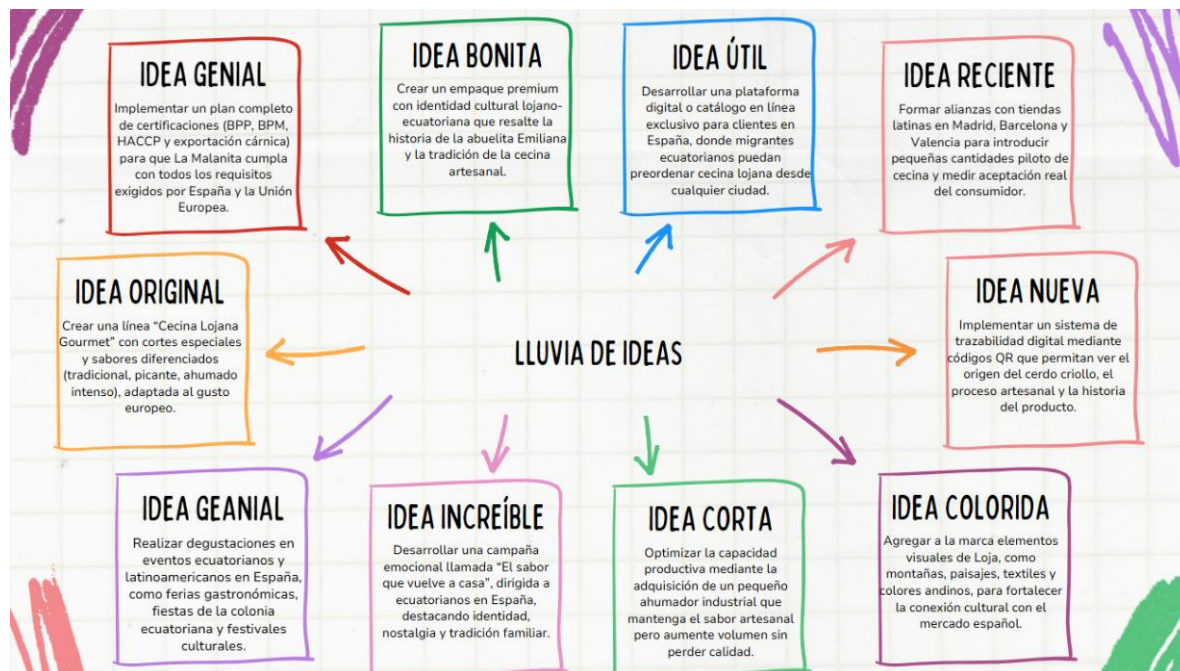 IDEA GENIAL
Implementar un plan completo
de certificaciones (BPP, BPM,
HACCP y exportación cárnica)
para que La Malanita cumpla
con todos los requisitos
exigidos por España y la Unión
Europea.
IDEA BONITA
Crear un empaque premium
con identidad cultural lojano-
ecuatoriana que resalte la
historia de la abuelita Emiliana
y la tradición de la cecina
artesanal.
IDEA ÚTIL
Desarrollar una plataforma
digital o catálogo en línea
exclusivo para clientes en
España, donde migrantes
ecuatorianos puedan
preordenar cecina lojana desde
cualquier ciudad.
IDEA RECIENTE
Formar alianzas con tiendas
latinas en Madrid, Barcelona y
Valencia para introducir
pequeñas cantidades piloto de
cecina y medir aceptación real
del consumidor.
IDEA ORIGINAL
Crear una línea “Cecina Lojana
Gourmet” con cortes especiales
y sabores diferenciados
(tradicional, picante, ahumado
intenso), adaptada al gusto
europeo.
LLUVIA DE IDEAS
IDEA NUEVA
Implementar un sistema de
trazabilidad digital mediante
códigos QR que permitan ver el
origen del cerdo criollo, el
proceso artesanal y la historia
del producto.
IDEA GEANIAL
Realizar degustaciones en
eventos ecuatorianos y
latinoamericanos en España,
como ferias gastronómicas,
fiestas de la colonia
ecuatoriana y festivales
culturales.
IDEA INCREÍBLE
Desarrollar una campaña
emocional llamada “El sabor
que vuelve a casa”, dirigida a
ecuatorianos en España,
destacando identidad,
nostalgia y tradición familiar.
IDEA CORTA
Optimizar la capacidad
productiva mediante la
adquisición de un pequeño
ahumador industrial que
mantenga el sabor artesanal
pero aumente volumen sin
perder calidad.
IDEA COLORIDA
Agregar a la marca elementos
visuales de Loja, como
montañas, paisajes, textiles y
colores andinos, para fortalecer
la conexión cultural con el
mercado español.